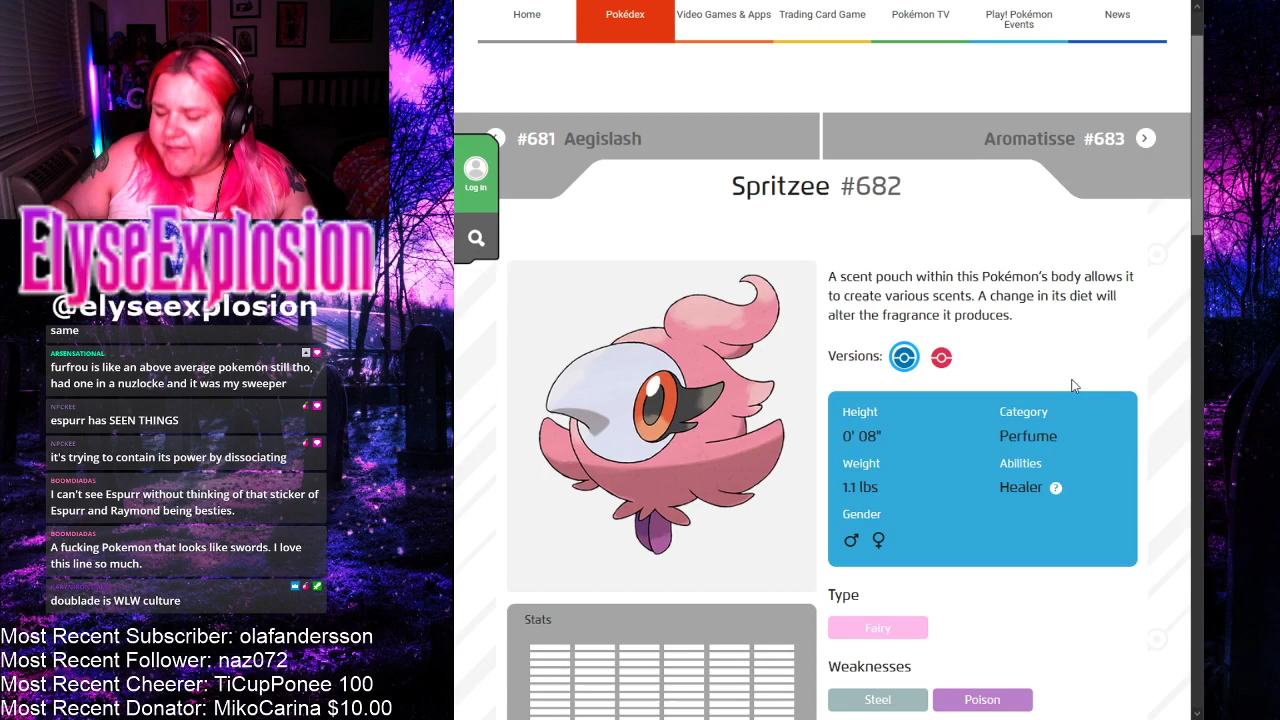 Home
Pokédex
Video Games & Apps
Trading Card Game
Pokémon TV
Play! Pokémon
Events
News
#681 Aegislash
Aromatisse #683
Log In
Spritzee #682
A scent pouch within this Pokémon's body allows it
to create various scents. A change in its diet will
alter the fragrance it produces.
Versions:
Height
0' 08"
Category
Perfume
Weight
1.1 lbs
Abilities
Healer ?
Gender
Type
Fairy
Weaknesses
Steel
Poison
Stats
ElyseExplosion
@elyseexplosion
same
ARSENSATIONAL
furfrou is like an above average pokemon still tho,
had one in a nuzlocke and it was my sweeper
NPCKEE
espurr has SEEN THINGS
NPCKEE
it's trying to contain its power by dissociating
BOOMDIADAS
I can't see Espurr without thinking of that sticker of
Espurr and Raymond being besties.
BOOMDIADAS
A fucking Pokemon that looks like swords. I love
this line so much.
doublade is WLW culture
Most Recent Subscriber: olafandersson
Most Recent Follower: naz072
Most Recent Cheerer: TiCupPonee 100
Most Recent Donator: MikoCarina $10.00